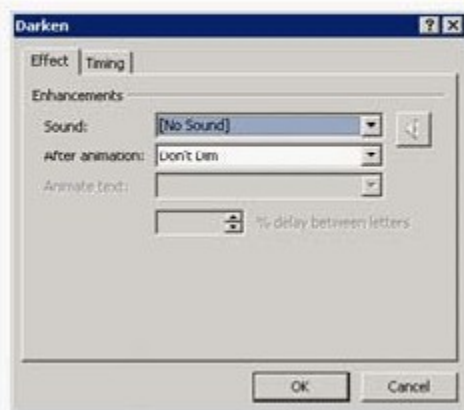 Darken
Effect Timing
Enhancements
Sound: [No Sound]
After animation: Don't Dim
Animate text:
% delay between letters
OK Cancel